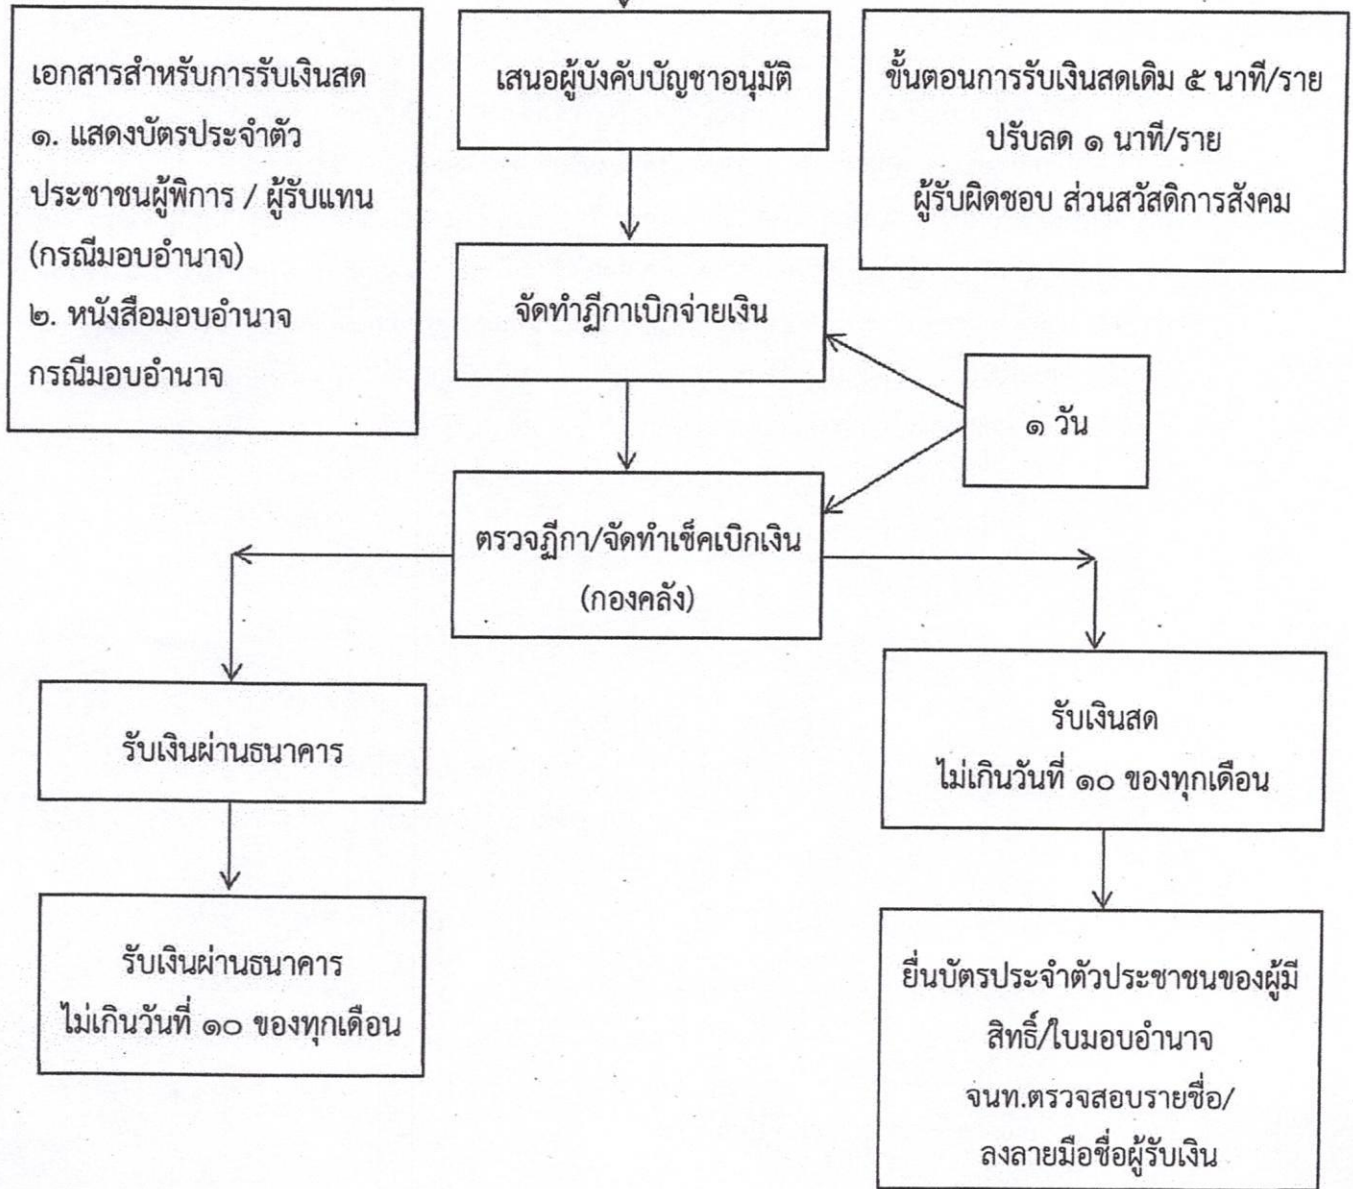 เอกสารสำหรับการรับเงินสด
๑. แสดงบัตรประจำตัว
ประชาชนผู้พิการ / ผู้รับแทน
(กรณีมอบอำนาจ)
๒. หนังสือมอบอำนาจ
กรณีมอบอำนาจ
เสนอผู้บังคับบัญชาอนุมัติ
ขั้นตอนการรับเงินสดเดิม ๕ นาที/ราย
ปรับลด ๑ นาที/ราย
ผู้รับผิดชอบ ส่วนสวัสดิการสังคม
จัดทำฎีกาเบิกจ่ายเงิน
๑ วัน
ตรวจฎีกา/จัดทำเช็คเบิกเงิน
(กองคลัง)
รับเงินผ่านธนาคาร
รับเงินผ่านธนาคาร
ไม่เกินวันที่ ๑๐ ของทุกเดือน
รับเงินสด
ไม่เกินวันที่ ๑๐ ของทุกเดือน
ยื่นบัตรประจำตัวประชาชนของผู้มี
สิทธิ์/ใบมอบอำนาจ
จนท.ตรวจสอบรายชื่อ/
ลงลายมือชื่อผู้รับเงิน